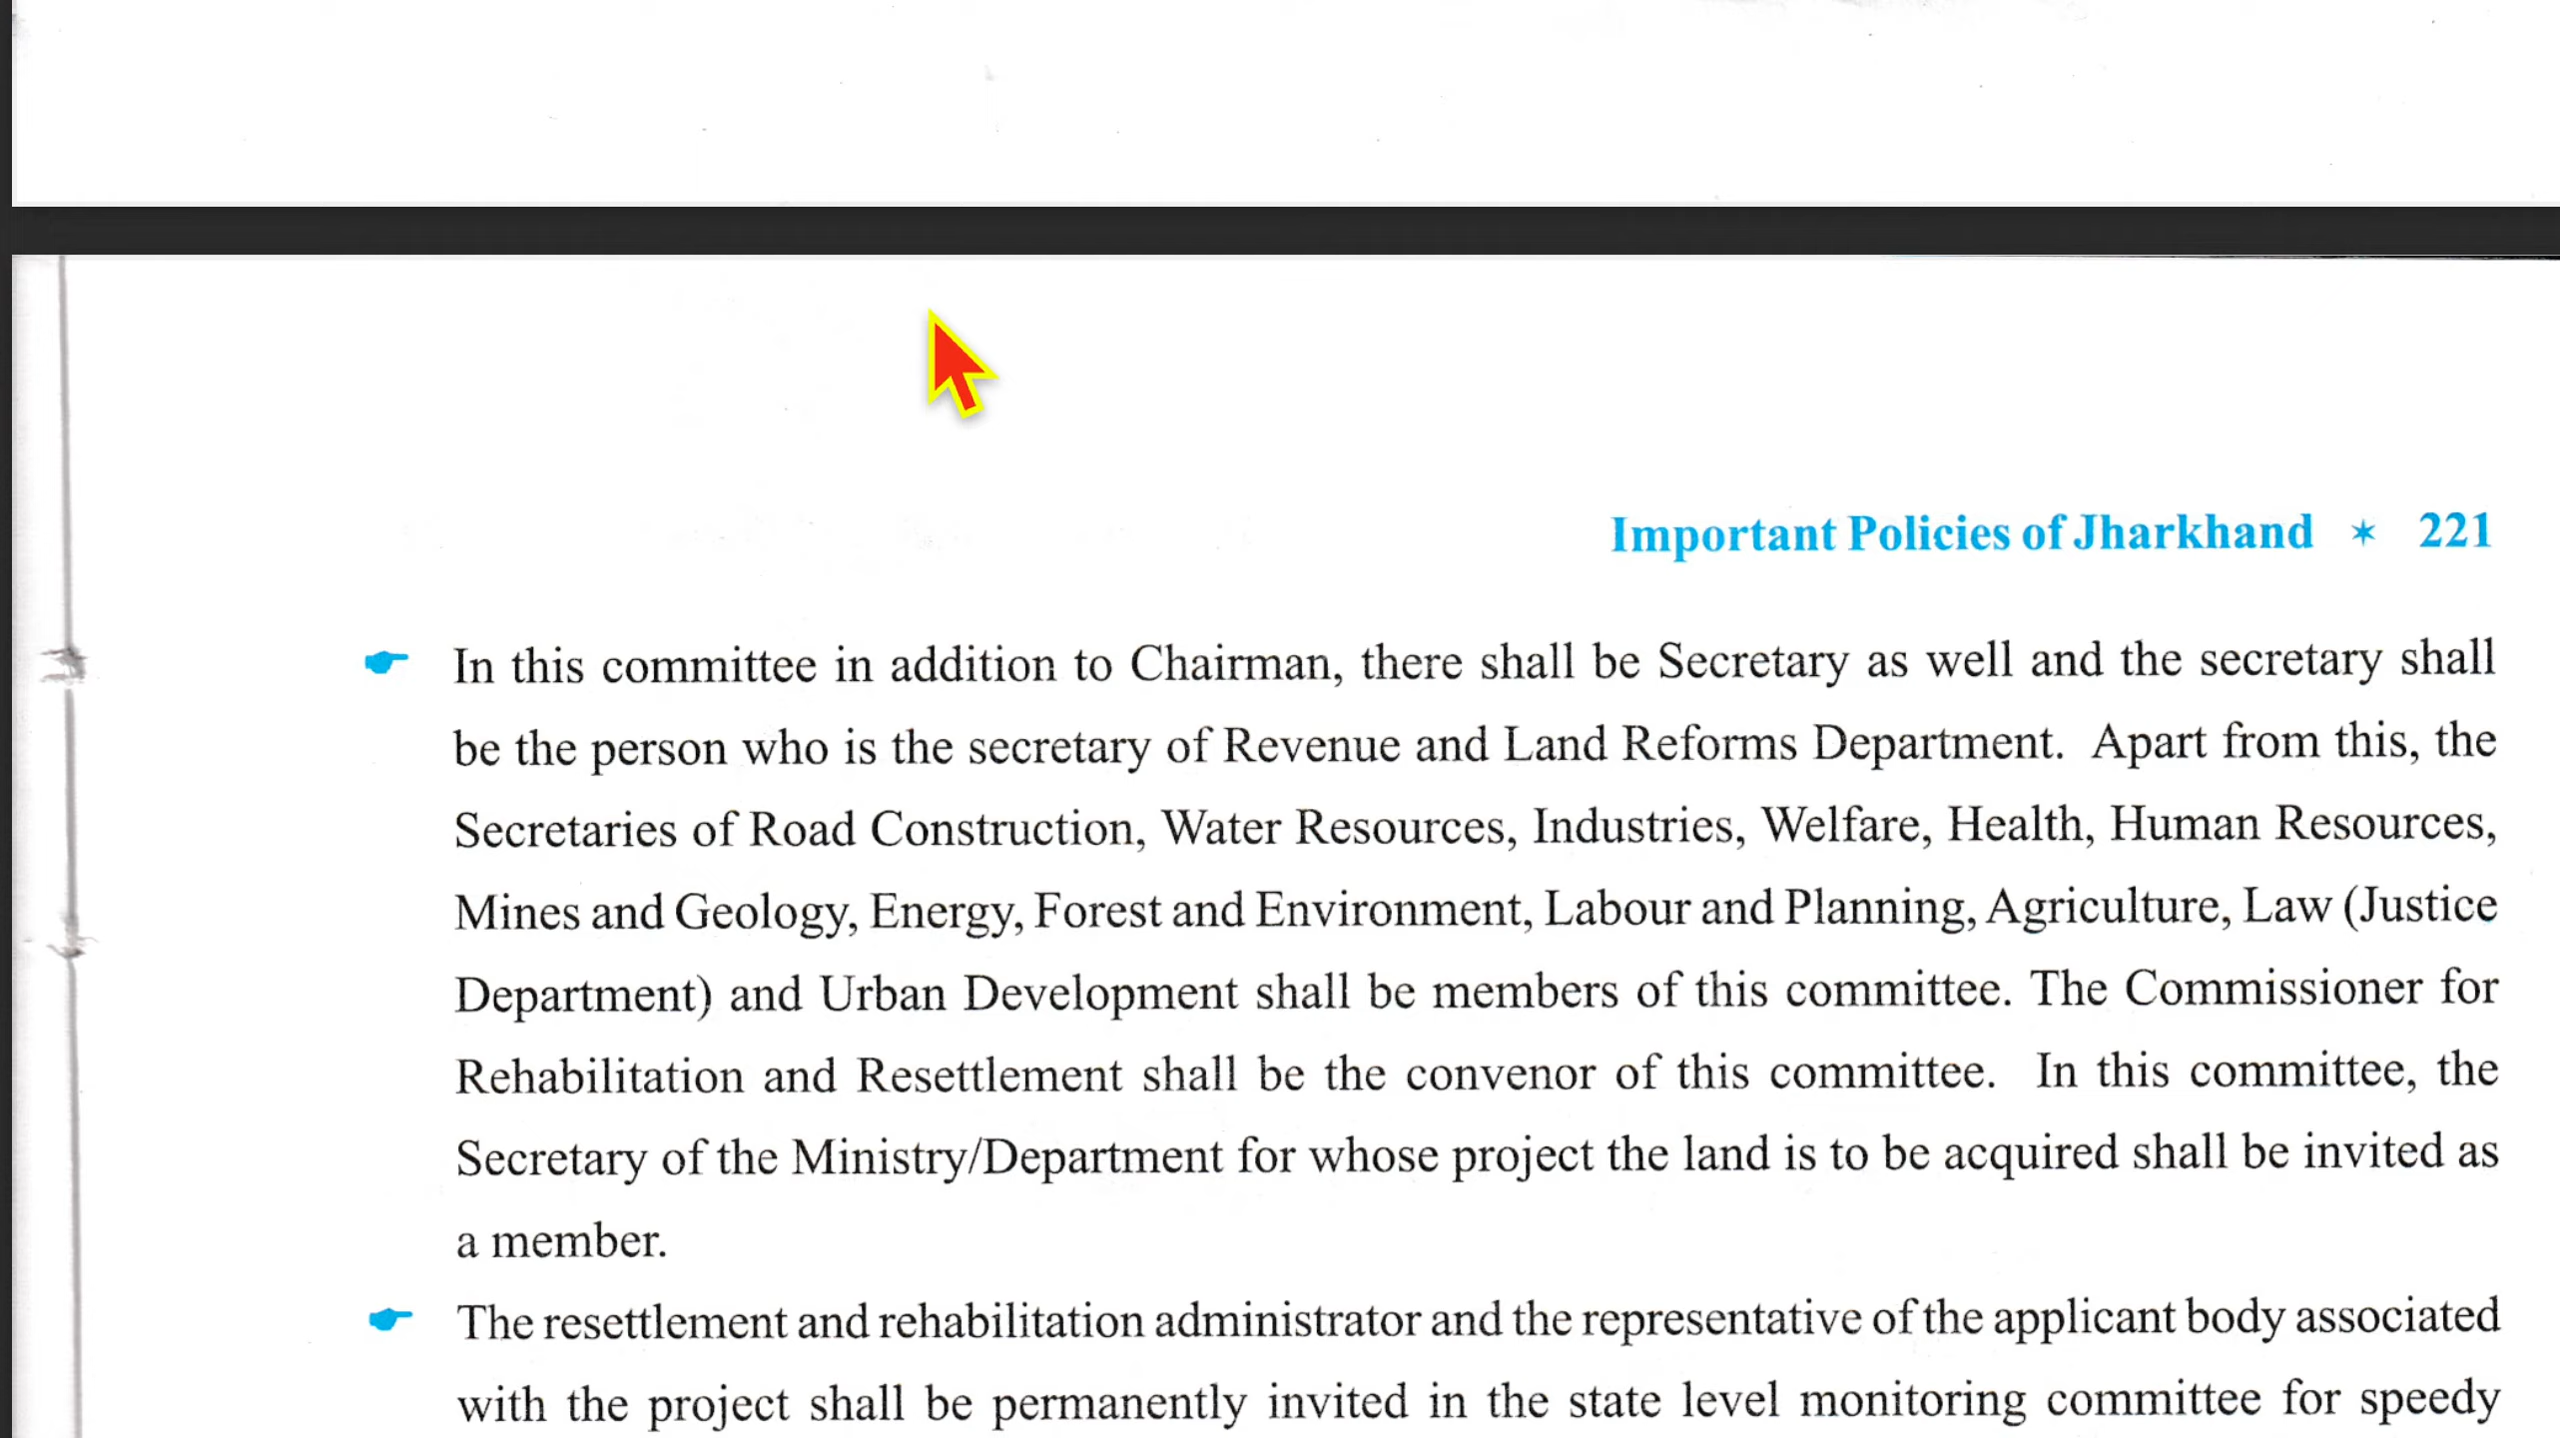 Important Policies of Jharkhand ✶ 221
In this committee in addition to Chairman, there shall be Secretary as well and the secretary shall
be the person who is the secretary of Revenue and Land Reforms Department. Apart from this, the
Secretaries of Road Construction, Water Resources, Industries, Welfare, Health, Human Resources,
Mines and Geology, Energy, Forest and Environment, Labour and Planning, Agriculture, Law (Justice
Department) and Urban Development shall be members of this committee. The Commissioner for
Rehabilitation and Resettlement shall be the convenor of this committee. In this committee, the
Secretary of the Ministry/Department for whose project the land is to be acquired shall be invited as
a member.
The resettlement and rehabilitation administrator and the representative of the applicant body associated
with the project shall be permanently invited in the state level monitoring committee for speedy